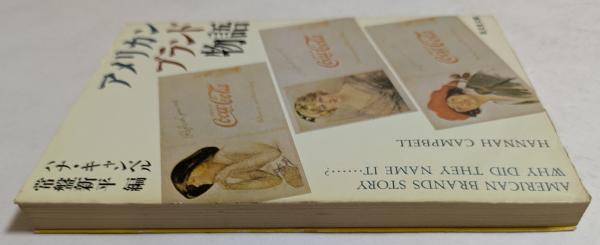 アメリカン
ブランド
物語
ハナ・キャンベル
常盤新平 編
AMERICAN BRANDS STORY
WHY DID THEY NAME IT……?
HANNAH CAMPBELL
Coca-Cola
Coca-Cola
Coca-Cola